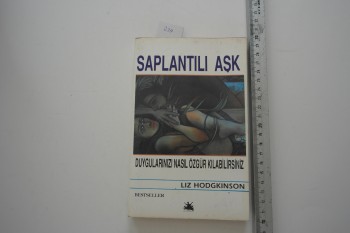 SAPLANTILI AŞK
DUYGULARINIZI NASIL ÖZGÜR KILABİLİRSİNİZ
LIZ HODGKINSON
BESTSELLER